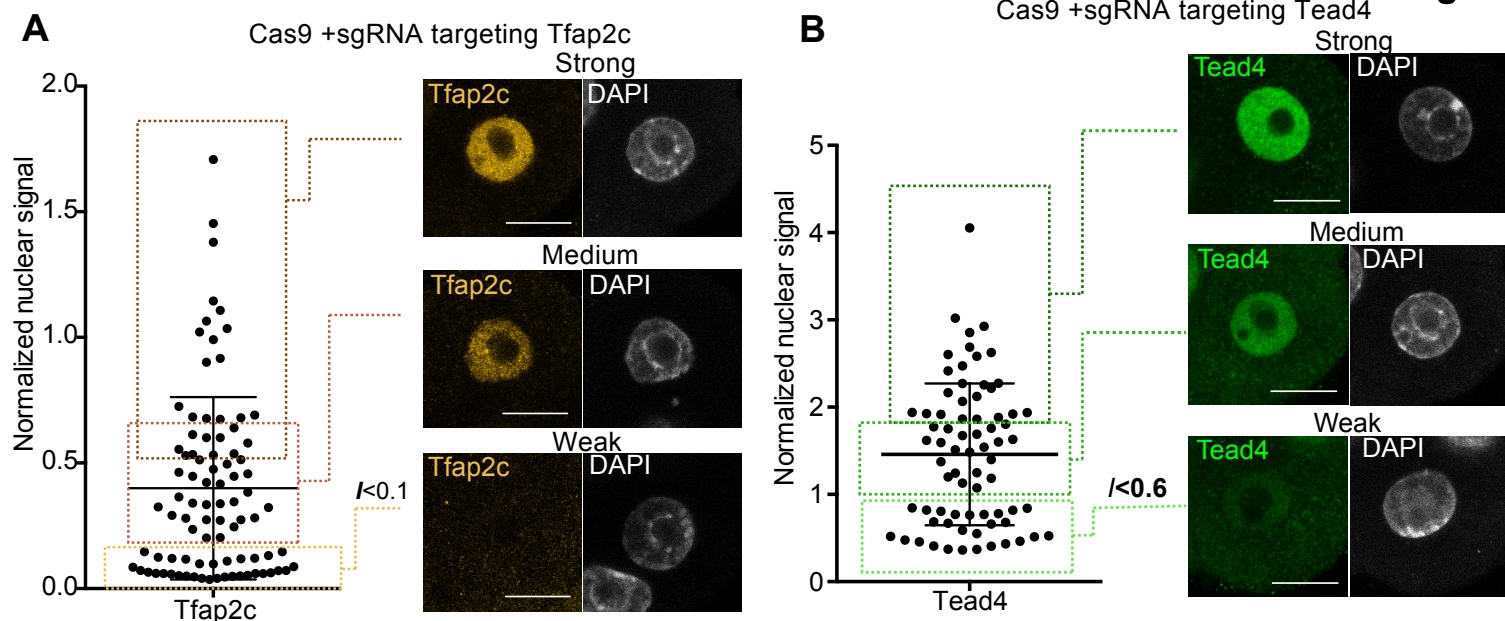 A
Cas9 +sgRNA targeting Tfap2c
Strong
Tfap2c
DAPI
Medium
Tfap2c
DAPI
Weak
Tfap2c
DAPI
Normalized nuclear signal
2.0
1.5
1.0
0.5
0.0
I<0.1
Tfap2c
B
Cas9 +sgRNA targeting Tead4
Strong
Tead4
DAPI
Medium
Tead4
DAPI
Weak
Tead4
DAPI
Normalized nuclear signal
5
4
3
2
1
0
I<0.6
Tead4